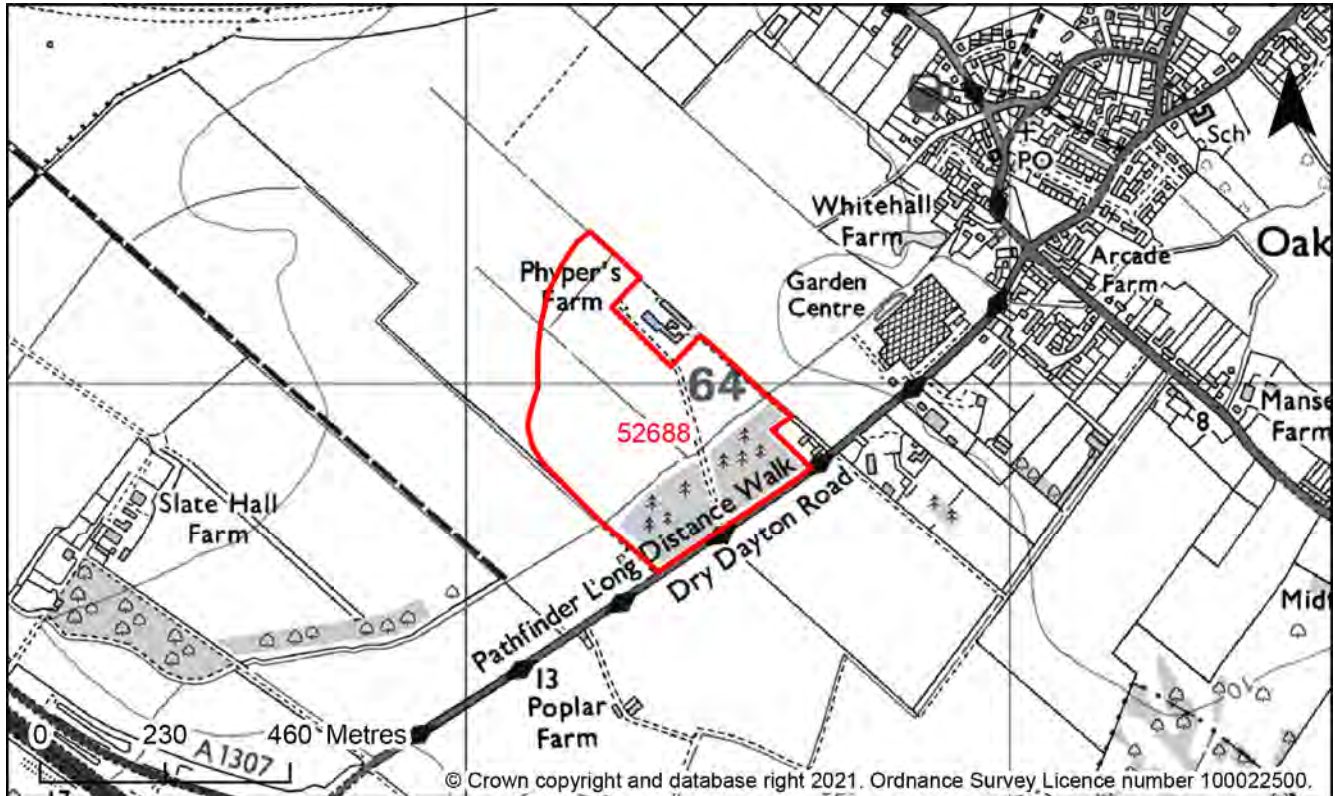 Sch
PO
Whitehall
Farm
Oak
Arcade
Farm
Phyper's
Farm
Garden
Centre
64
52688
8
Manse
Farm
Slate Hall
Farm
Pathfinder Long Distance Walk
Dry Dayton Road
Mid
13
Poplar
Farm
10
0 230 460 Metres
A 1307
17
© Crown copyright and database right 2021. Ordnance Survey Licence number 100022500.